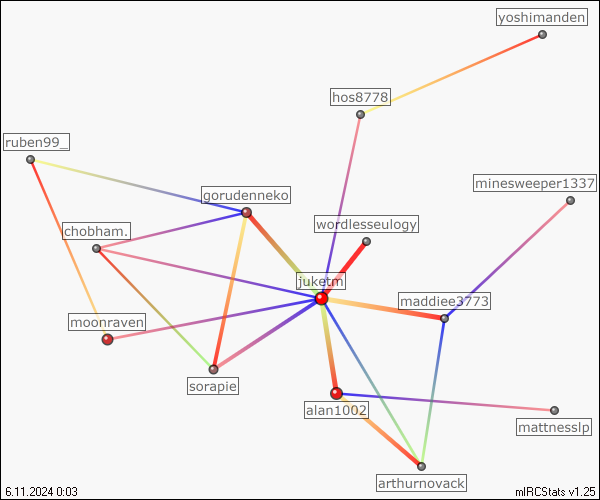 yoshimanden
hos8778
ruben99_
minesweeper1337
gorudenneko
wordlesseulogy
chobham.
juketm
maddiee3773
moonraven
sorapie
alan1002
mattnesslp
arthurnovack
6.11.2024 0:03
mIRCStats v1.25